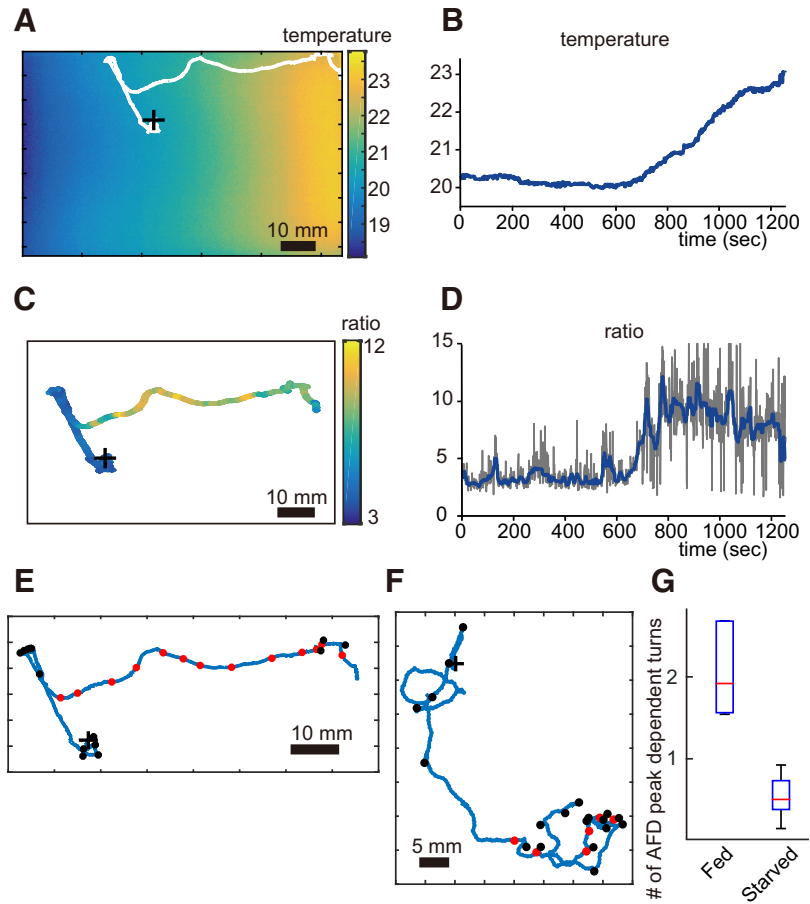 A
temperature
23
22
21
20
19
10 mm
B
temperature
23
22
21
20
0 200 400 600 800 1000 1200
time (sec)
C
ratio
12
3
10 mm
D
ratio
15
10
5
0
0 200 400 600 800 1000 1200
time (sec)
E
10 mm
F
5 mm
G
# of AFD peak dependent turns
2
1
Fed
Starved